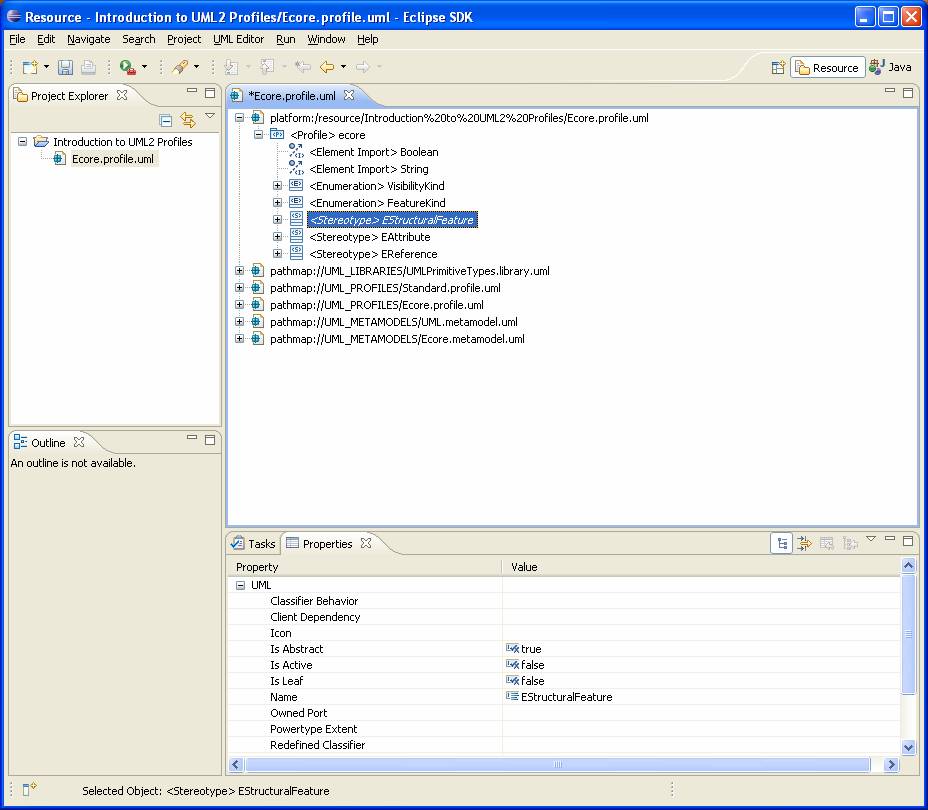 Resource - Introduction to UML2 Profiles/Ecore.profile.uml - Eclipse SDK
File Edit Navigate Search Project UML Editor Run Window Help
Resource Java
Project Explorer
Introduction to UML2 Profiles
Ecore.profile.uml
*Ecore.profile.uml
platform:/resource/Introduction%20to%20UML2%20Profiles/Ecore.profile.uml
<Profile> ecore
<Element Import> Boolean
<Element Import> String
<Enumeration> VisibilityKind
<Enumeration> FeatureKind
<Stereotype> EStructuralFeature
<Stereotype> EAttribute
<Stereotype> EReference
pathmap://UML_LIBRARIES/UMLPrimitiveTypes.library.uml
pathmap://UML_PROFILES/Standard.profile.uml
pathmap://UML_PROFILES/Ecore.profile.uml
pathmap://UML_METAMODELS/UML.metamodel.uml
pathmap://UML_METAMODELS/Ecore.metamodel.uml
Outline
An outline is not available.
Tasks Properties
Property Value
UML
Classifier Behavior
Client Dependency
Icon
Is Abstract true
Is Active false
Is Leaf false
Name EStructuralFeature
Owned Port
Powertype Extent
Redefined Classifier
Selected Object: <Stereotype> EStructuralFeature